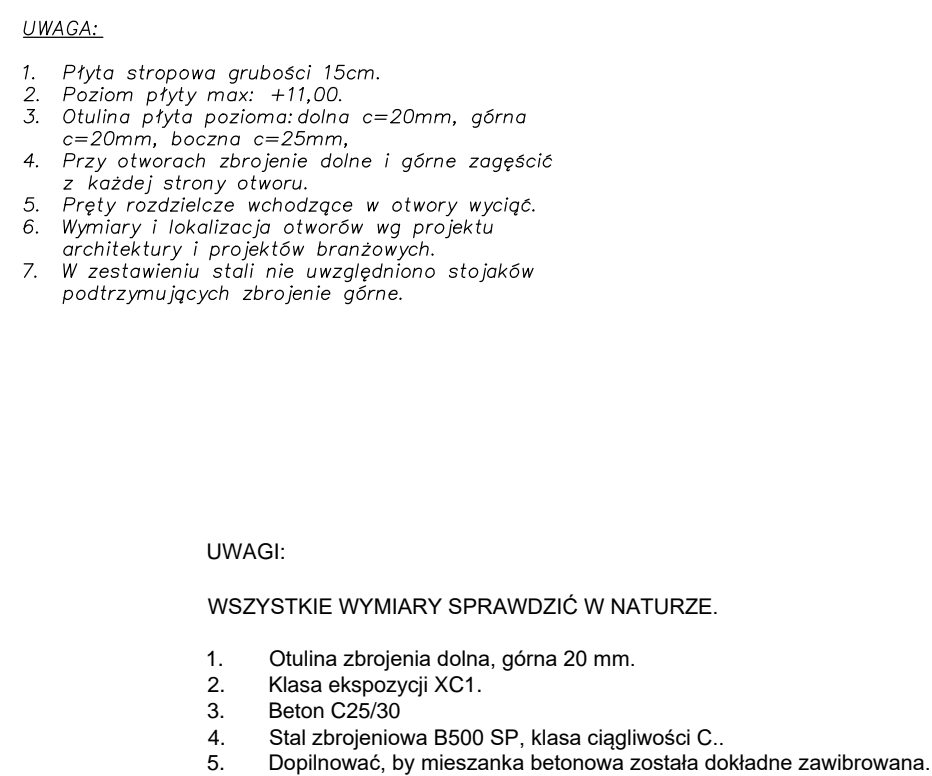 UWAGA:
1. Płyta stropowa grubości 15cm.
2. Poziom płyty max: +11,00.
3. Otulina płyta pozioma: dolna c=20mm, górna
c=20mm, boczna c=25mm,
4. Przy otworach zbrojenie dolne i górne zagęścić
z każdej strony otworu.
5. Pręty rozdzielcze wchodzące w otwory wyciąć.
6. Wymiary i lokalizacja otworów wg projektu
architektury i projektów branżowych.
7. W zestawieniu stali nie uwzględniono stojaków
podtrzymujących zbrojenie górne.
UWAGI:
WSZYSTKIE WYMIARY SPRAWDZIĆ W NATURZE.
1. Otulina zbrojenia dolna, górna 20 mm.
2. Klasa ekspozycji XC1.
3. Beton C25/30
4. Stal zbrojeniowa B500 SP, klasa ciągliwości C..
5. Dopilnować, by mieszanka betonowa została dokładne zawibrowana.